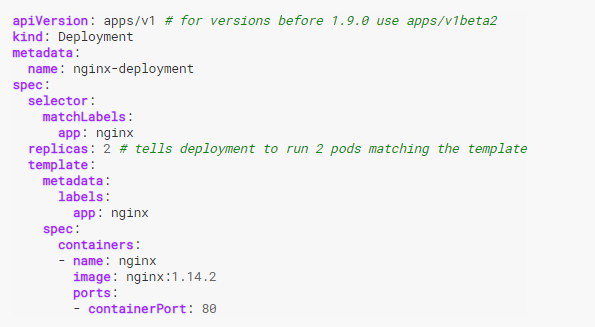 apiVersion: apps/v1 # for versions before 1.9.0 use apps/v1beta2
kind: Deployment
metadata:
  name: nginx-deployment
spec:
  selector:
    matchLabels:
      app: nginx
  replicas: 2 # tells deployment to run 2 pods matching the template
  template:
    metadata:
      labels:
        app: nginx
    spec:
      containers:
      - name: nginx
        image: nginx:1.14.2
        ports:
        - containerPort: 80